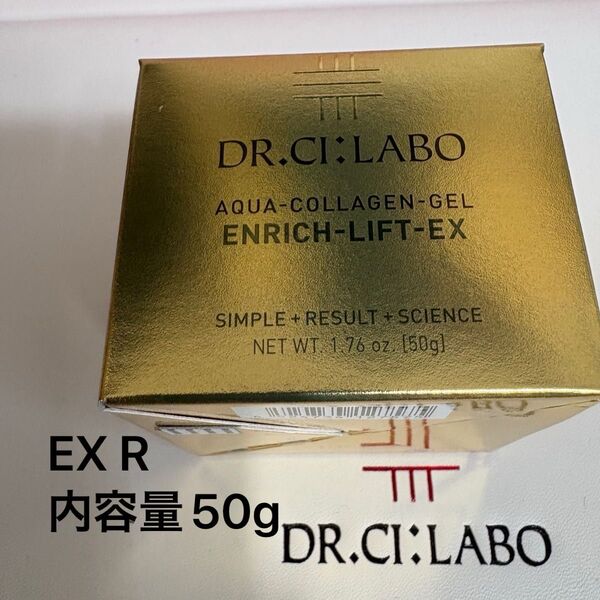 DR.CI:LABO
AQUA-COLLAGEN-GEL
ENRICH-LIFT-EX
SIMPLE+RESULT+SCIENCE
NET WT. 1.76 oz. [50g]
EX R
内容量50g
DR.CI:LABO